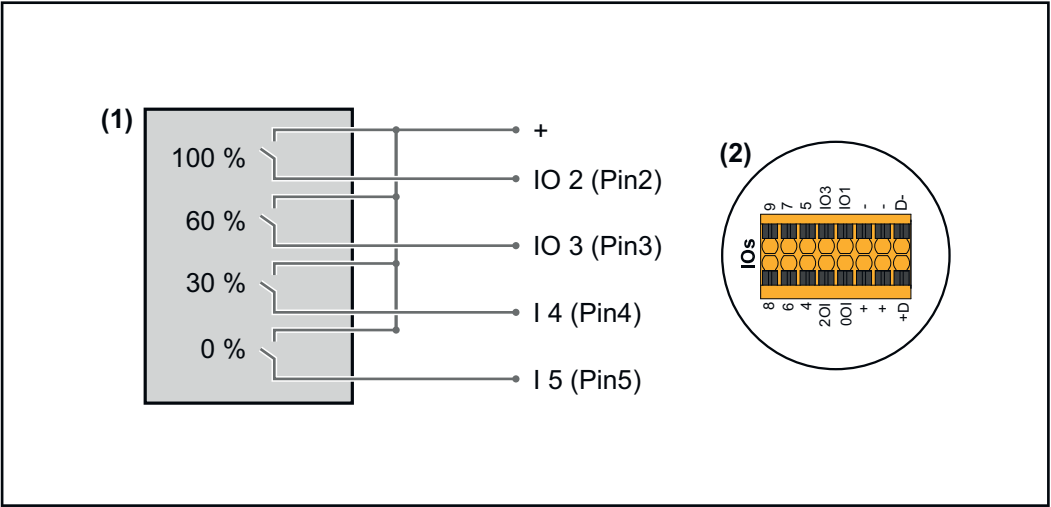 (1)
100 %
60 %
30 %
0 %
+
IO 2 (Pin2)
IO 3 (Pin3)
I 4 (Pin4)
I 5 (Pin5)
(2)
IOs
9 7 5 IO3 IO1 - - D-
8 6 4 IO2 IO0 + + D+